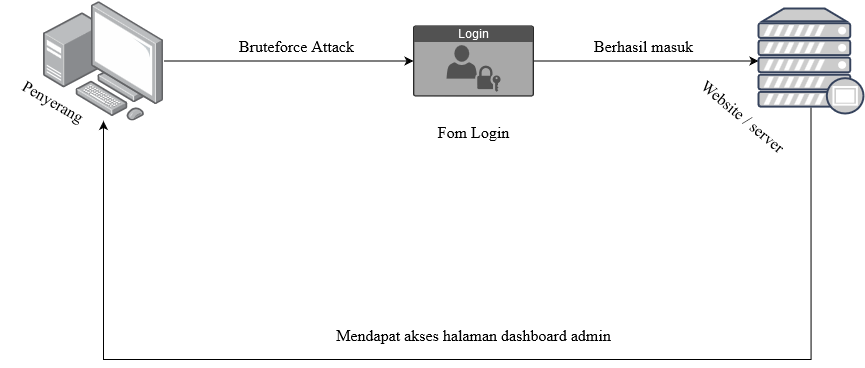 Login
Bruteforce Attack
Berhasil masuk
Penyerang
Website / server
Fom Login
Mendapat akses halaman dashboard admin